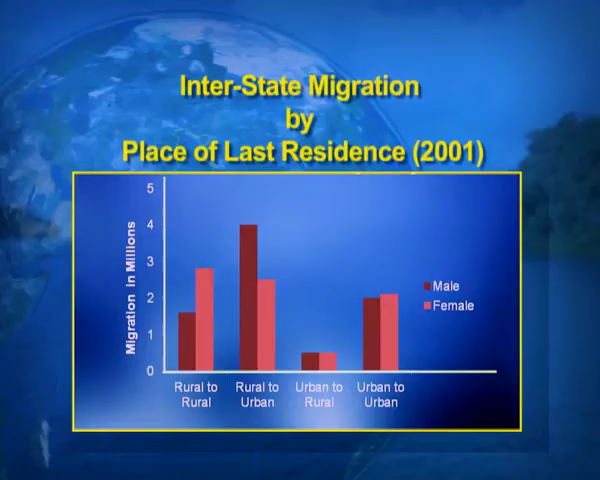 Inter-State Migration
by
Place of Last Residence (2001)
5
4
3
2
1
0
Migration in Millions
Male
Female
Rural to Rural
Rural to Urban
Urban to Rural
Urban to Urban